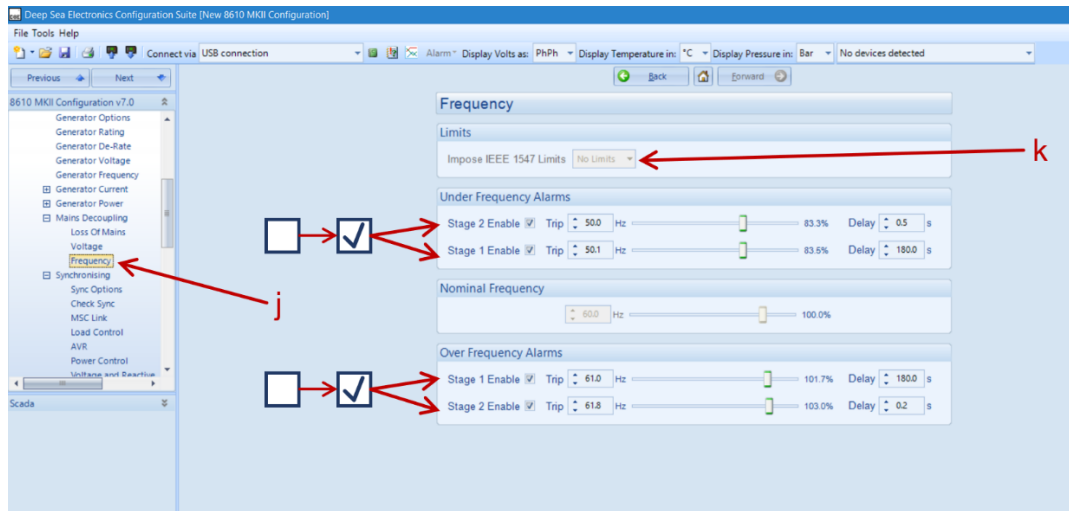 Deep Sea Electronics Configuration Suite [New 8610 MKII Configuration]
File Tools Help
Connect via USB connection Alarm Display Volts as: PhPh Display Temperature in: °C Display Pressure in: Bar No devices detected
Previous Next Back Forward
8610 MKII Configuration v7.0
Generator Options
Generator Rating
Generator De-Rate
Generator Voltage
Generator Frequency
Generator Current
Generator Power
Mains Decoupling
Loss Of Mains
Voltage
Frequency
Synchronising
Sync Options
Check Sync
MSC Link
Load Control
AVR
Power Control
Voltage and Reactive
Scada
j
Frequency
Limits
Impose IEEE 1547 Limits No Limits
k
Under Frequency Alarms
Stage 2 Enable Trip 50.0 Hz 83.3% Delay 0.5 s
Stage 1 Enable Trip 50.1 Hz 83.5% Delay 180.0 s
Nominal Frequency
60.0 Hz 100.0%
Over Frequency Alarms
Stage 1 Enable Trip 61.0 Hz 101.7% Delay 180.0 s
Stage 2 Enable Trip 61.8 Hz 103.0% Delay 0.2 s